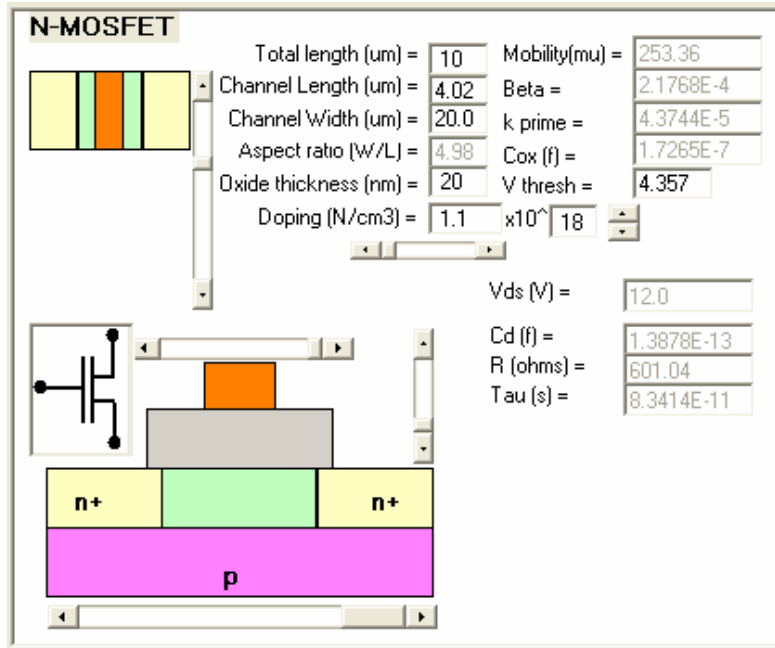 N-MOSFET
Total length (um) = 10 Mobility(mu) = 253.36
Channel Length (um) = 4.02 Beta = 2.1768E-4
Channel Width (um) = 20.0 k prime = 4.3744E-5
Aspect ratio (W/L) = 4.98 Cox (f) = 1.7265E-7
Oxide thickness (nm) = 20 V thresh = 4.357
Doping (N/cm3) = 1.1 x10^ 18
Vds (V) = 12.0
Cd (f) = 1.3878E-13
R (ohms) = 601.04
Tau (s) = 8.3414E-11
n+ n+
p